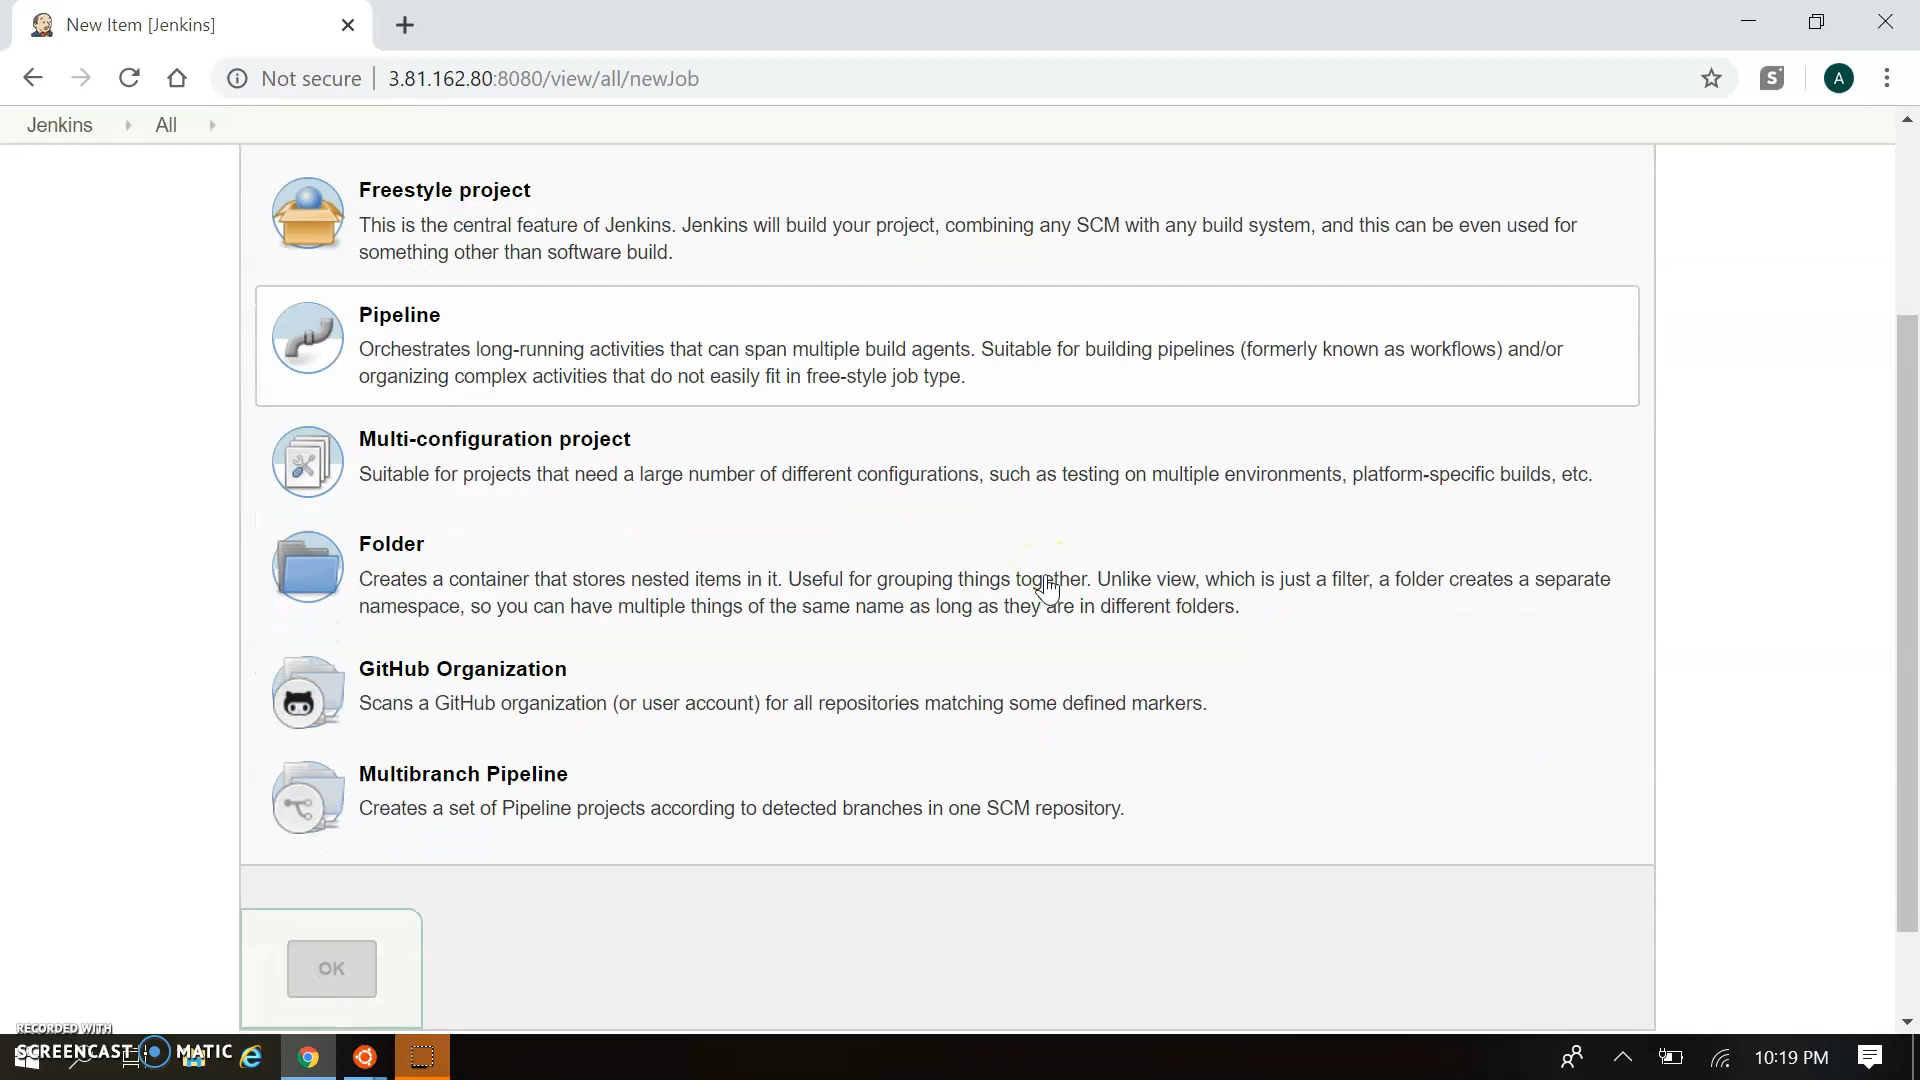 New Item [Jenkins]
Not secure 3.81.162.80:8080/view/all/newJob
S
A
Jenkins All
Freestyle project
This is the central feature of Jenkins. Jenkins will build your project, combining any SCM with any build system, and this can be even used for
something other than software build.
Pipeline
Orchestrates long-running activities that can span multiple build agents. Suitable for building pipelines (formerly known as workflows) and/or
organizing complex activities that do not easily fit in free-style job type.
Multi-configuration project
Suitable for projects that need a large number of different configurations, such as testing on multiple environments, platform-specific builds, etc.
Folder
Creates a container that stores nested items in it. Useful for grouping things together. Unlike view, which is just a filter, a folder creates a separate
namespace, so you can have multiple things of the same name as long as they are in different folders.
GitHub Organization
Scans a GitHub organization (or user account) for all repositories matching some defined markers.
Multibranch Pipeline
Creates a set of Pipeline projects according to detected branches in one SCM repository.
OK
RECORDED WITH
SCREENCAST MATIC
10:19 PM